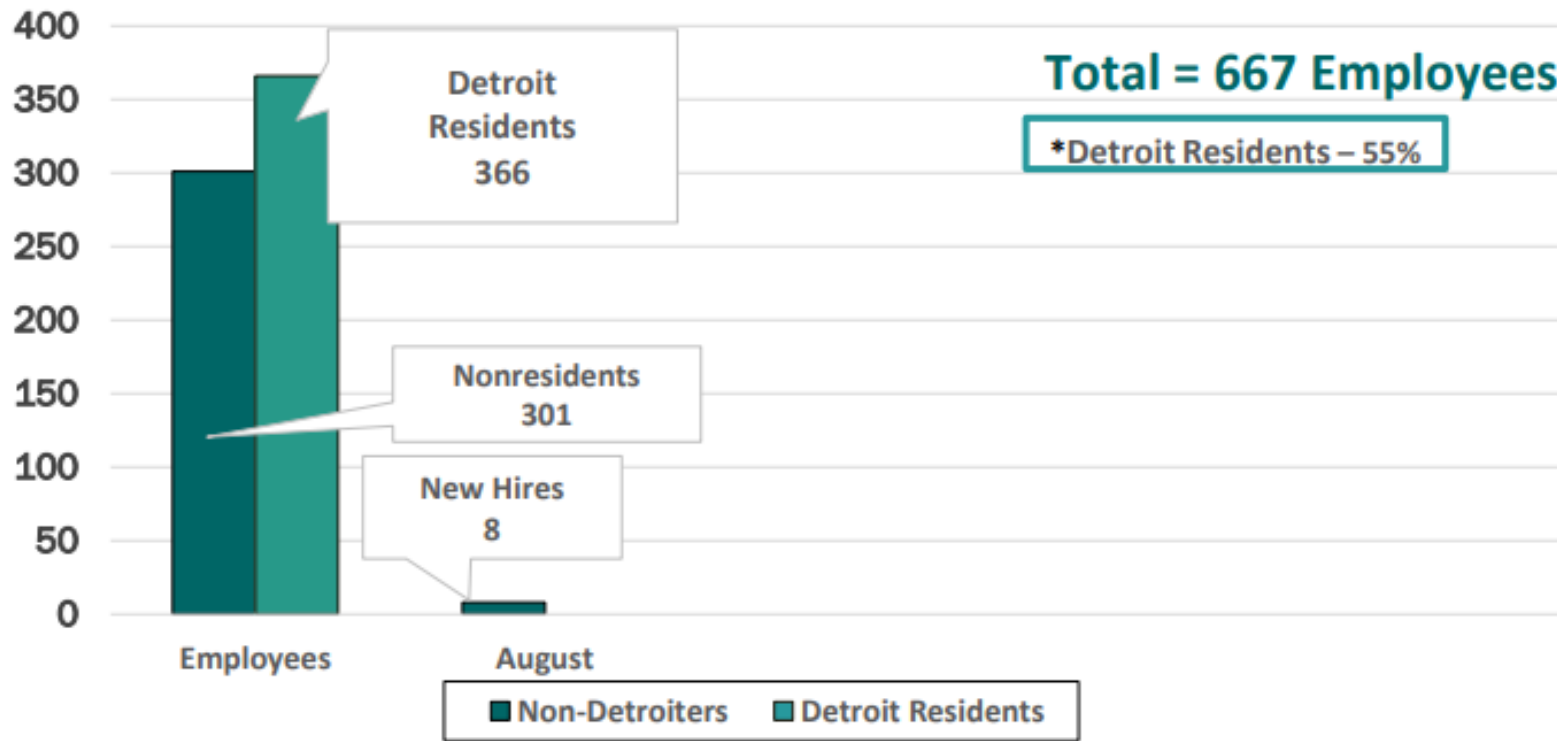 400
350
300
250
200
150
100
50
0
Detroit
Residents
366
Nonresidents
301
New Hires
8
Total = 667 Employees
*Detroit Residents – 55%
Employees
August
Non-Detroiters
Detroit Residents